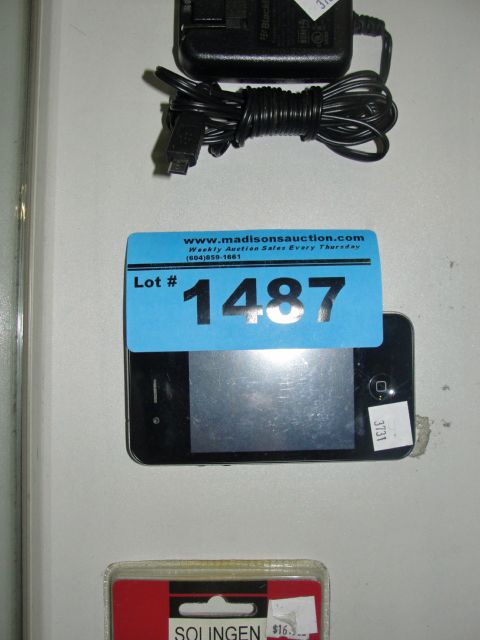 www.madisonsauction.com
Weekly Auction Sales Every Thursday
(604)859-1661
Lot # 1487
3731
SOLINGEN